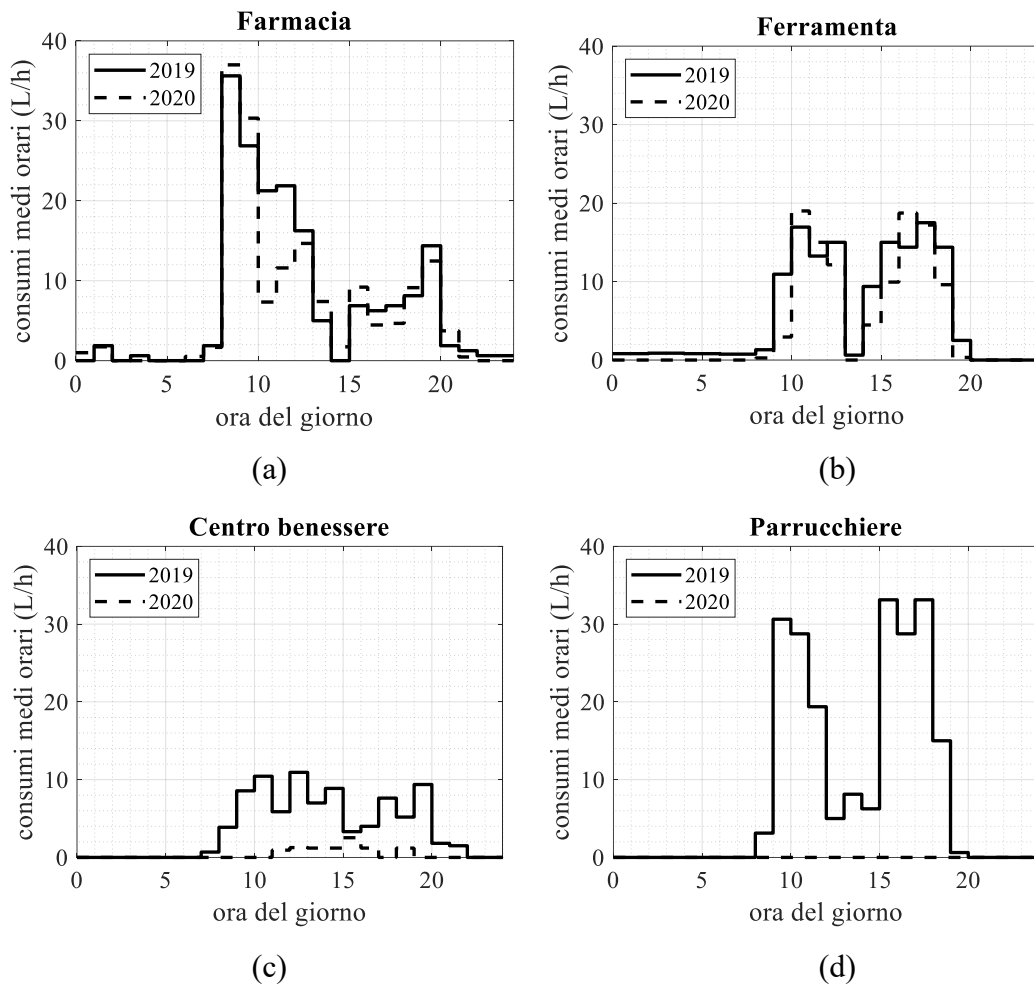 Farmacia
40
30
20
10
0
consumi medi orari (L/h)
2019
2020
0 5 10 15 20
ora del giorno
(a)
Ferramenta
40
30
20
10
0
consumi medi orari (L/h)
2019
2020
0 5 10 15 20
ora del giorno
(b)
Centro benessere
40
30
20
10
0
consumi medi orari (L/h)
2019
2020
0 5 10 15 20
ora del giorno
(c)
Parrucchiere
40
30
20
10
0
consumi medi orari (L/h)
2019
2020
0 5 10 15 20
ora del giorno
(d)